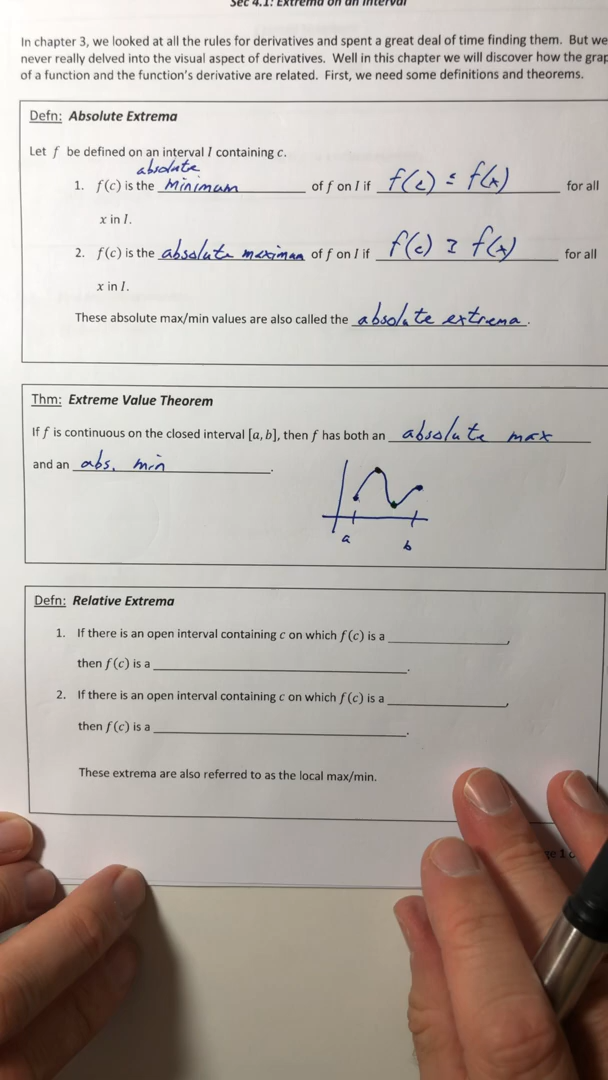 Sec 4.1: Extrema on an Interval
In chapter 3, we looked at all the rules for derivatives and spent a great deal of time finding them. But we
never really delved into the visual aspect of derivatives. Well in this chapter we will discover how the grap
of a function and the function's derivative are related. First, we need some definitions and theorems.
Defn: Absolute Extrema
Let f be defined on an interval I containing c.
absolute
1. f(c) is the minimum of f on I if f(c) ≤ f(x) for all
x in I.
2. f(c) is the absolute maximum of f on I if f(c) ≥ f(x) for all
x in I.
These absolute max/min values are also called the absolute extrema.
Thm: Extreme Value Theorem
If f is continuous on the closed interval [a, b], then f has both an absolute max
and an abs. min.
a b
Defn: Relative Extrema
1. If there is an open interval containing c on which f(c) is a ____,
then f(c) is a ____.
2. If there is an open interval containing c on which f(c) is a ____,
then f(c) is a ____.
These extrema are also referred to as the local max/min.
ge 1 o